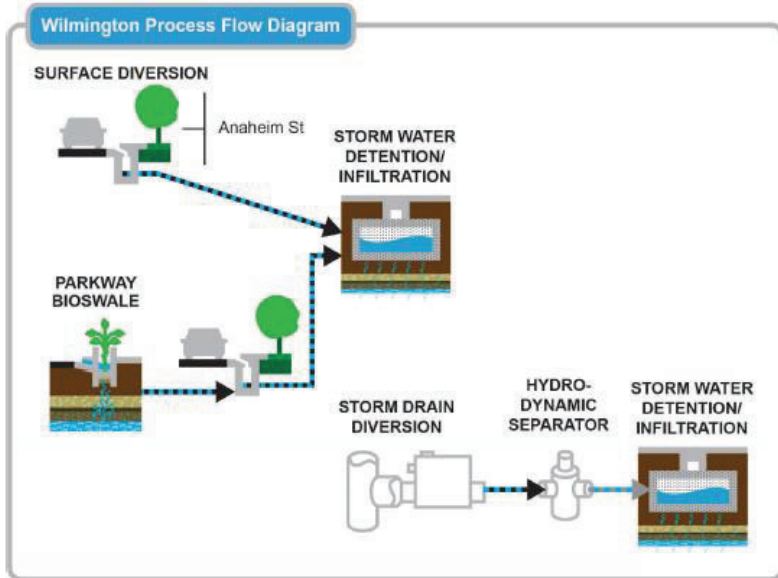 Wilmington Process Flow Diagram
SURFACE DIVERSION
Anaheim St
STORM WATER
DETENTION/
INFILTRATION
PARKWAY
BIOSWALE
STORM DRAIN
DIVERSION
HYDRO-
DYNAMIC
SEPARATOR
STORM WATER
DETENTION/
INFILTRATION